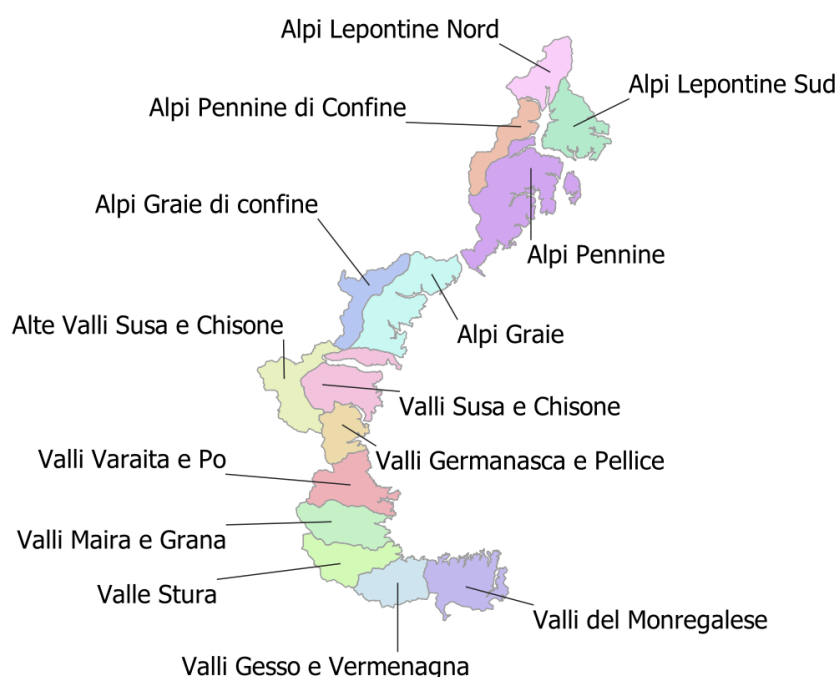 Alpi Lepontine Nord
Alpi Lepontine Sud
Alpi Pennine di Confine
Alpi Graie di confine
Alpi Pennine
Alte Valli Susa e Chisone
Alpi Graie
Valli Susa e Chisone
Valli Varaita e Po
Valli Germanasca e Pellice
Valli Maira e Grana
Valle Stura
Valli del Monregalese
Valli Gesso e Vermenagna